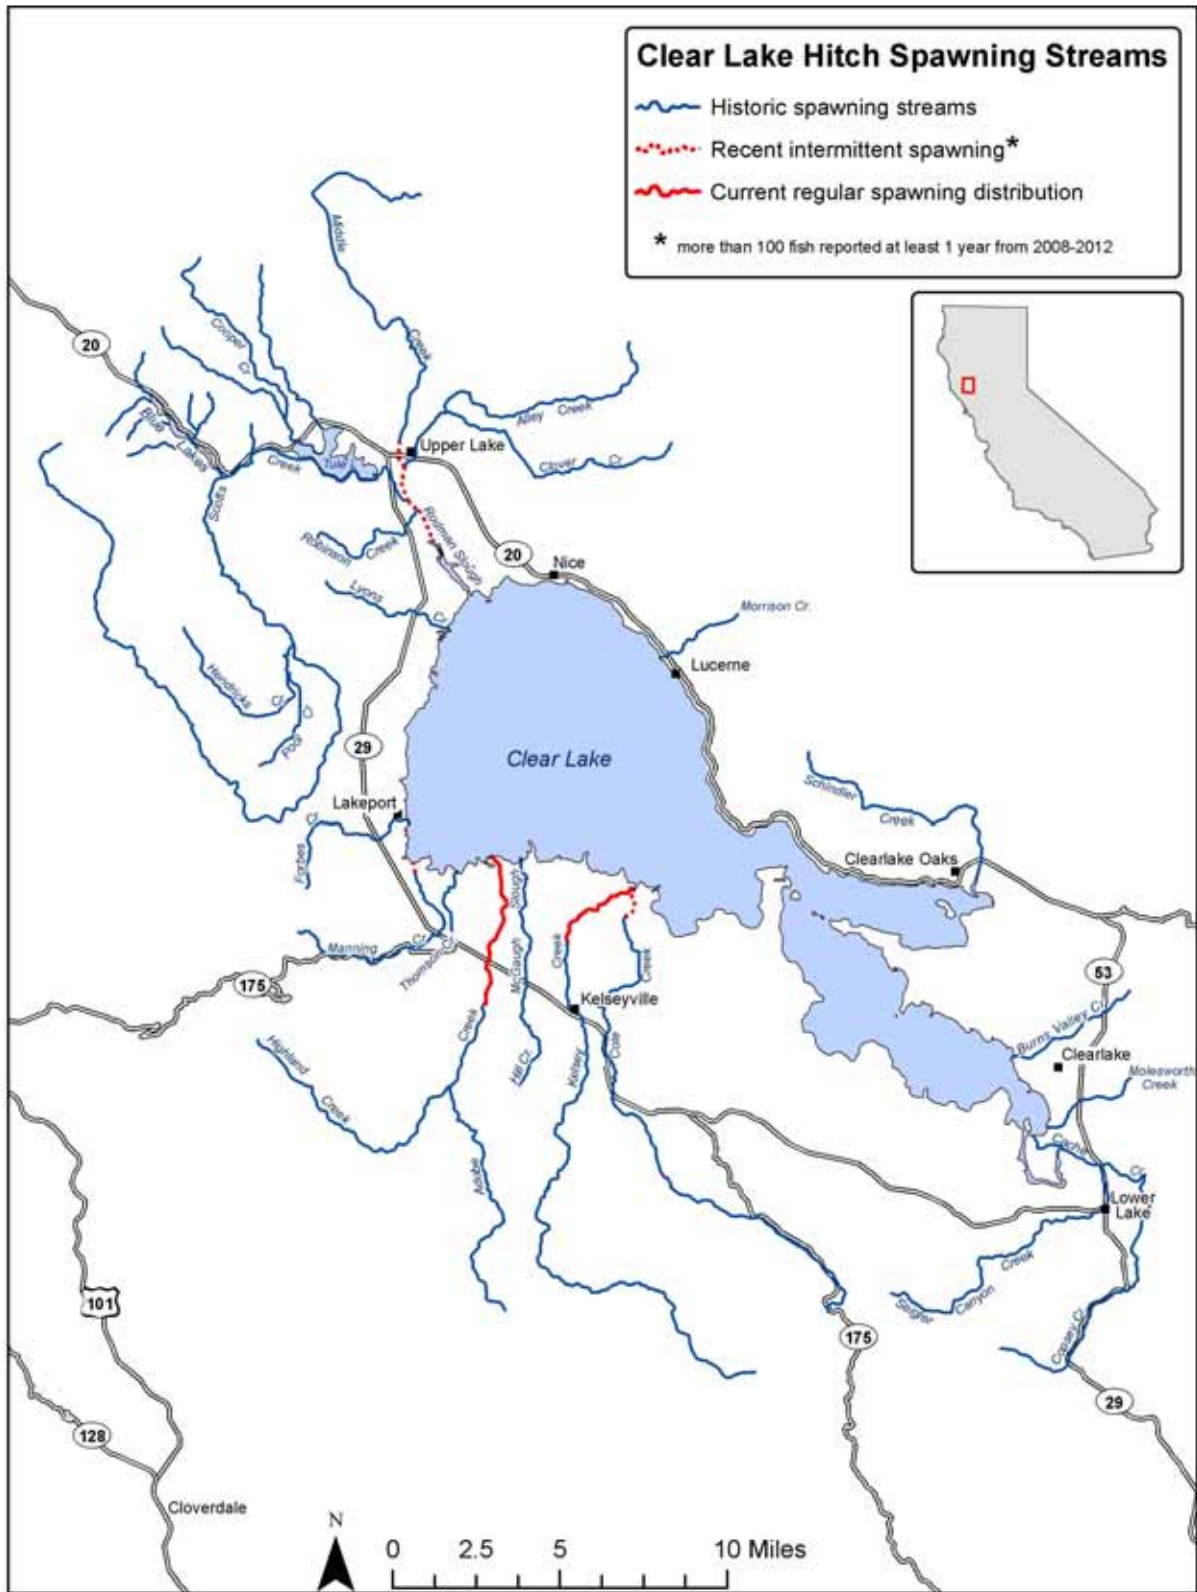 Clear Lake Hitch Spawning Streams
Historic spawning streams
Recent intermittent spawning*
Current regular spawning distribution
* more than 100 fish reported at least 1 year from 2008-2012
Middle
Creek
Cooper
Cr.
20
Blue Lakes
Alley Creek
Clover Cr.
Upper Lake
Tule
Creek
Scotts
Rodman Slough
Robinson
Creek
20
Nice
Lyons
Cr.
Morrison Cr.
Lucerne
Hendricks
Cr.
Pool
Cr.
29
Clear Lake
Lakeport
Cr.
Forbes
Schindler
Creek
Clearlake Oaks
Slough
McGaugh
Manning
Cr.
Thomson Cr.
175
Creek
Creek
53
Kelseyville
Burns Valley Cr.
Clearlake
Molesworth
Creek
Highland
Creek
Creek
Hill Cr.
Kelsey
Cole
Cache
Cr.
Adobe
Lower
Lake
Seigler
Canyon
Creek
Copsey Cr.
101
175
29
128
Cloverdale
N
0 2.5 5 10 Miles